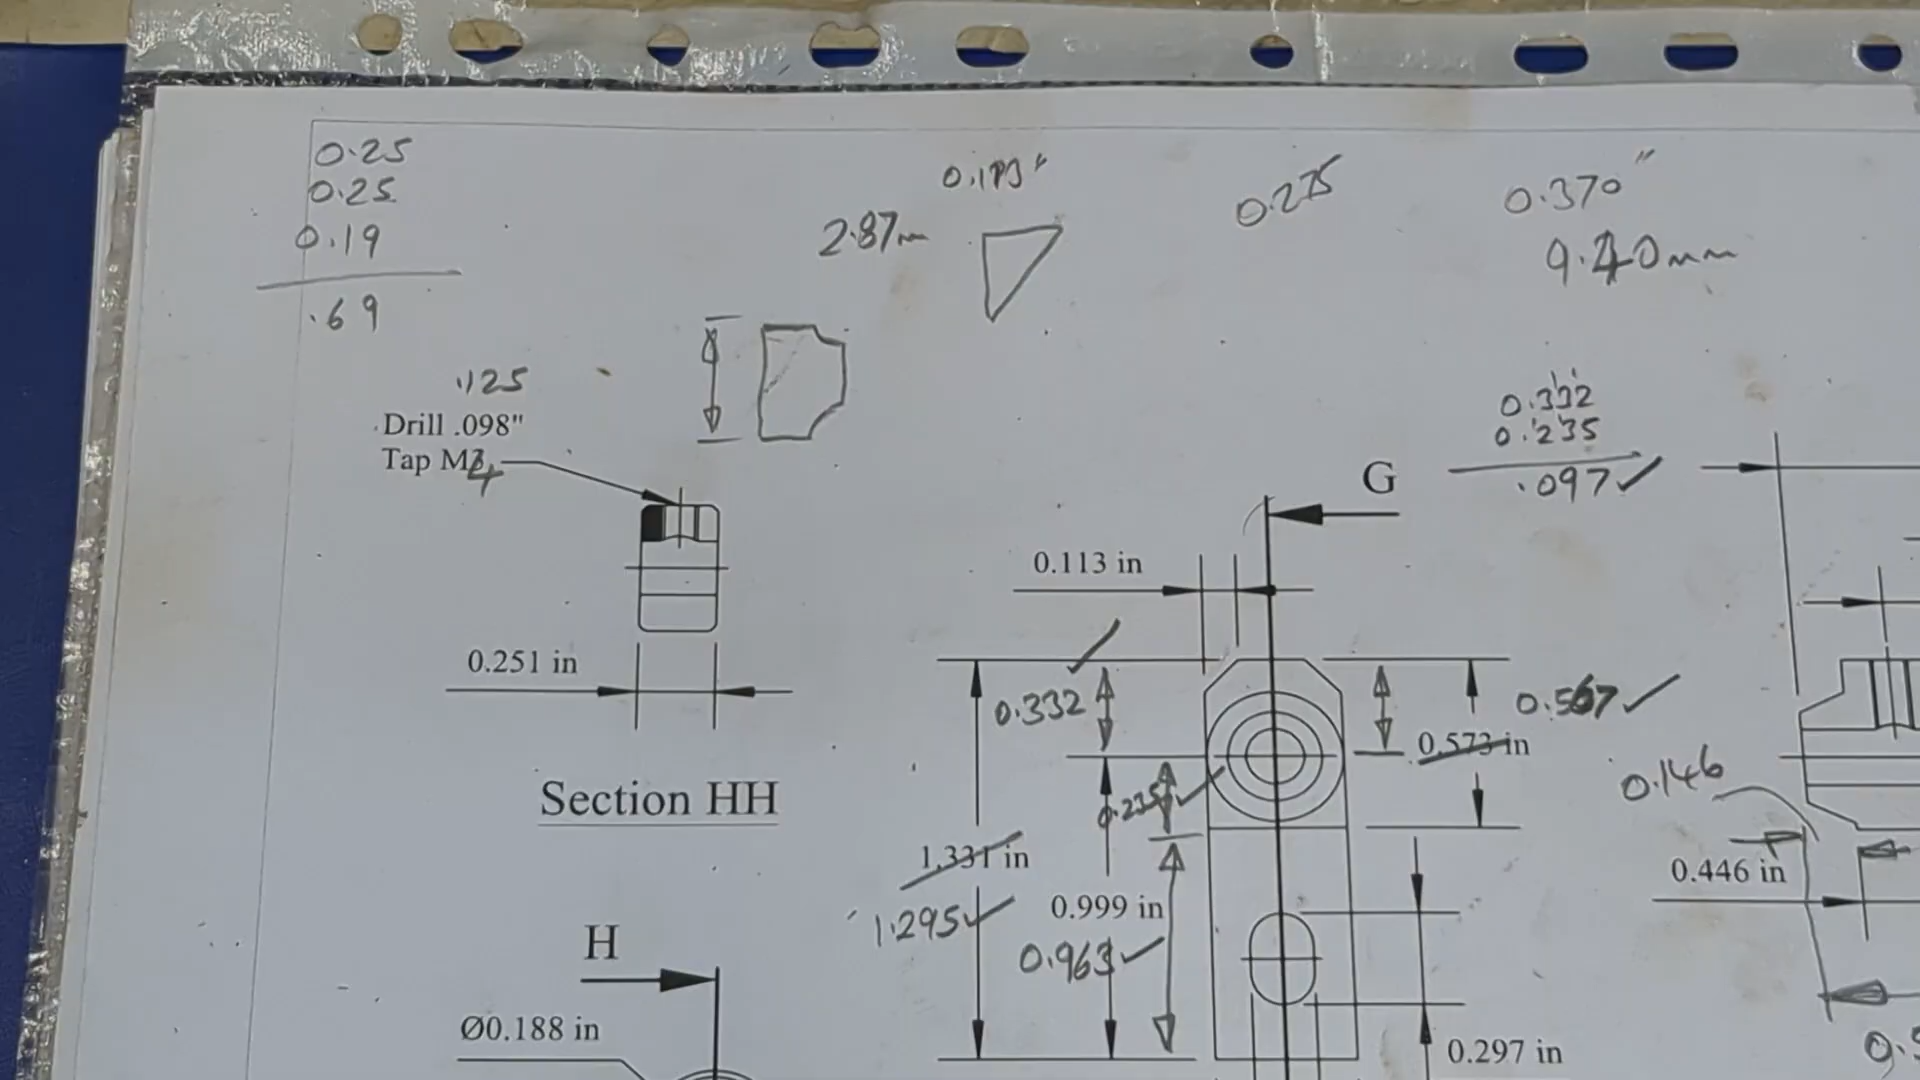 0.25
0.25
0.19
.69
2.87mm
0.275
0.370"
9.40mm
.125
Drill .098"
Tap M
4
0.332
0.235
.097✓
G
0.113 in
0.251 in
0.332
0.567✓
0.573 in
0.146
Section HH
0.235
1.331 in
0.446 in
1.295✓
0.999 in
0.963✓
H
Ø0.188 in
0.297 in